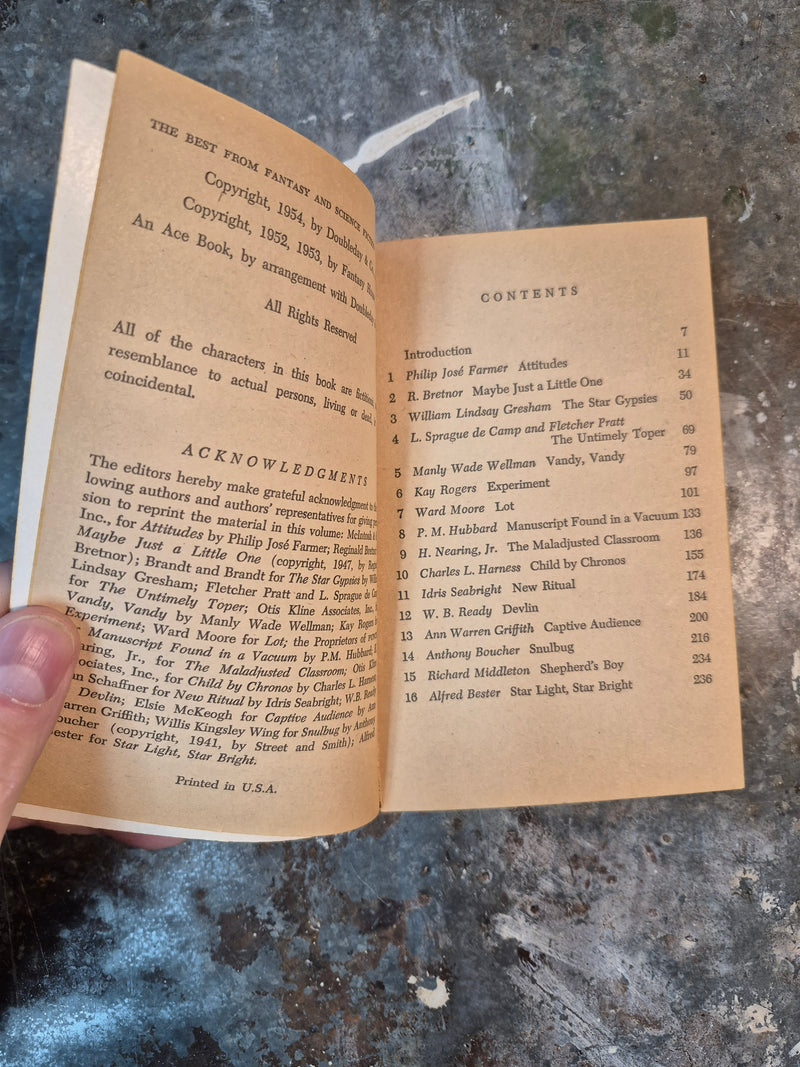 THE BEST FROM FANTASY AND SCIENCE
Copyright, 1954, by Doubleday &
Copyright, 1952, 1953, by Fantasy
An Ace Book, by arrangement with Doubleday
All Rights Reserved
All of the characters in this book are
resemblance to actual persons, living or dead,
coincidental.
ACKNOWLEDGMENTS
The editors hereby make grateful acknowledgment to
lowing authors and authors' representatives for giving
sion to reprint the material in this volume:
Inc., for Attitudes by Philip José Farmer; Reginald
Maybe Just a Little One (copyright, 1947, by
Bretnor); Brandt and Brandt for The Star Gypsies by
Lindsay Gresham; Fletcher Pratt and L. Sprague de
for The Untimely Toper; Otis Kline Associates, Inc.,
Vandy, Vandy by Manly Wade Wellman; Kay Rogers
Experiment; Ward Moore for Lot; the Proprietors of
Manuscript Found in a Vacuum by P.M. Hubbard,
Jr., for The Maladjusted Classroom; Otis
Inc., for Child by Chronos by Charles L.
Schaffner for New Ritual by Idris Seabright; W.B. Ready
Devlin; Elsie McKeogh for Captive Audience by Ann
Griffith; Willis Kingsley Wing for Snulbug by Anthony
(copyright, 1941, by Street and Smith); Alfred
for Star Light, Star Bright.
Printed in U.S.A.
CONTENTS
Introduction 7
1 Philip José Farmer Attitudes 11
2 R. Bretnor Maybe Just a Little One 34
3 William Lindsay Gresham The Star Gypsies 50
4 L. Sprague de Camp and Fletcher Pratt
The Untimely Toper 69
5 Manly Wade Wellman Vandy, Vandy 79
6 Kay Rogers Experiment 97
7 Ward Moore Lot 101
8 P. M. Hubbard Manuscript Found in a Vacuum 133
9 H. Nearing, Jr. The Maladjusted Classroom 136
10 Charles L. Harness Child by Chronos 155
11 Idris Seabright New Ritual 174
12 W. B. Ready Devlin 184
13 Ann Warren Griffith Captive Audience 200
14 Anthony Boucher Snulbug 216
15 Richard Middleton Shepherd's Boy 234
16 Alfred Bester Star Light, Star Bright 236